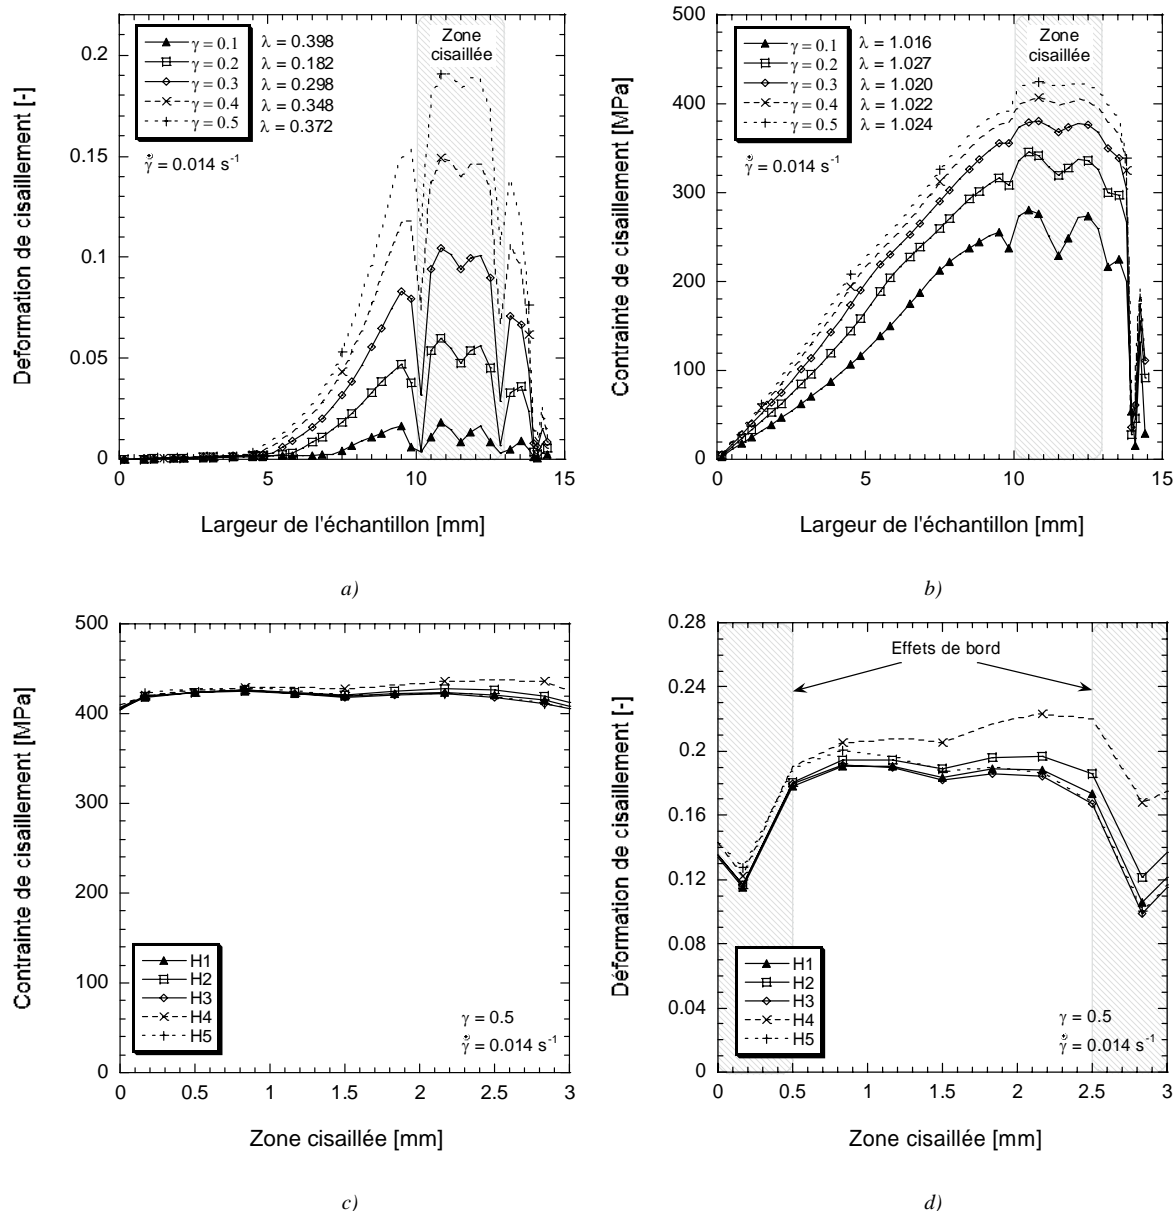 Déformation de cisaillement [-]
0.2
0.15
0.1
0.05
0
γ = 0.1 λ = 0.398
γ = 0.2 λ = 0.182
γ = 0.3 λ = 0.298
γ = 0.4 λ = 0.348
γ = 0.5 λ = 0.372
γ̇ = 0.014 s⁻¹
Zone
cisaillée
0 5 10 15
Largeur de l'échantillon [mm]
a)
Contrainte de cisaillement [MPa]
500
400
300
200
100
0
γ = 0.1 λ = 1.016
γ = 0.2 λ = 1.027
γ = 0.3 λ = 1.020
γ = 0.4 λ = 1.022
γ = 0.5 λ = 1.024
γ̇ = 0.014 s⁻¹
Zone
cisaillée
0 5 10 15
Largeur de l'échantillon [mm]
b)
Contrainte de cisaillement [MPa]
500
400
300
200
100
0
H1
H2
H3
H4
H5
γ = 0.5
γ̇ = 0.014 s⁻¹
0 0.5 1 1.5 2 2.5 3
Zone cisaillée [mm]
c)
Déformation de cisaillement [-]
0.28
0.24
0.2
0.16
0.12
0.08
0.04
0
Effets de bord
H1
H2
H3
H4
H5
γ = 0.5
γ̇ = 0.014 s⁻¹
0 0.5 1 1.5 2 2.5 3
Zone cisaillée [mm]
d)